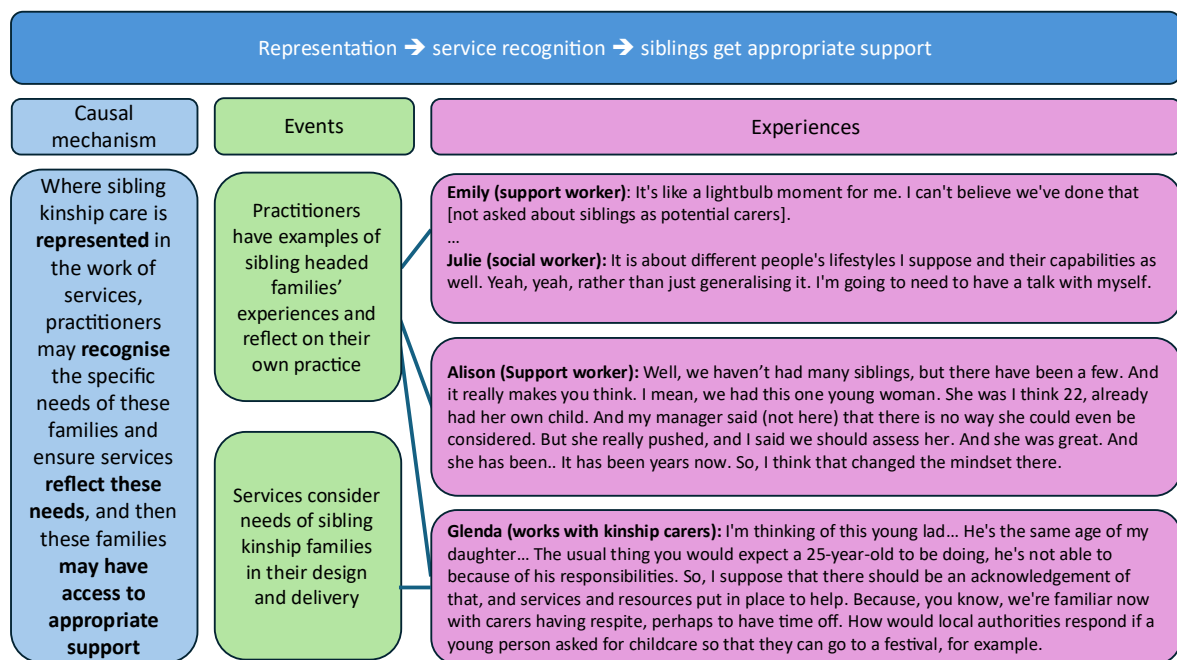 Representation ➔ service recognition ➔ siblings get appropriate support
Causal
mechanism
Events
Experiences
Where sibling
kinship care is
represented in
the work of
services,
practitioners
may recognise
the specific
needs of these
families and
ensure services
reflect these
needs, and then
these families
may have
access to
appropriate
support
Practitioners
have examples of
sibling headed
families’
experiences and
reflect on their
own practice
Services consider
needs of sibling
kinship families
in their design
and delivery
Emily (support worker): It's like a lightbulb moment for me. I can't believe we've done that
[not asked about siblings as potential carers].
...
Julie (social worker): It is about different people's lifestyles I suppose and their capabilities as
well. Yeah, yeah, rather than just generalising it. I'm going to need to have a talk with myself.
Alison (Support worker): Well, we haven’t had many siblings, but there have been a few. And
it really makes you think. I mean, we had this one young woman. She was I think 22, already
had her own child. And my manager said (not here) that there is no way she could even be
considered. But she really pushed, and I said we should assess her. And she was great. And
she has been.. It has been years now. So, I think that changed the mindset there.
Glenda (works with kinship carers): I'm thinking of this young lad... He's the same age of my
daughter... The usual thing you would expect a 25-year-old to be doing, he's not able to
because of his responsibilities. So, I suppose that there should be an acknowledgement of
that, and services and resources put in place to help. Because, you know, we're familiar now
with carers having respite, perhaps to have time off. How would local authorities respond if a
young person asked for childcare so that they can go to a festival, for example.